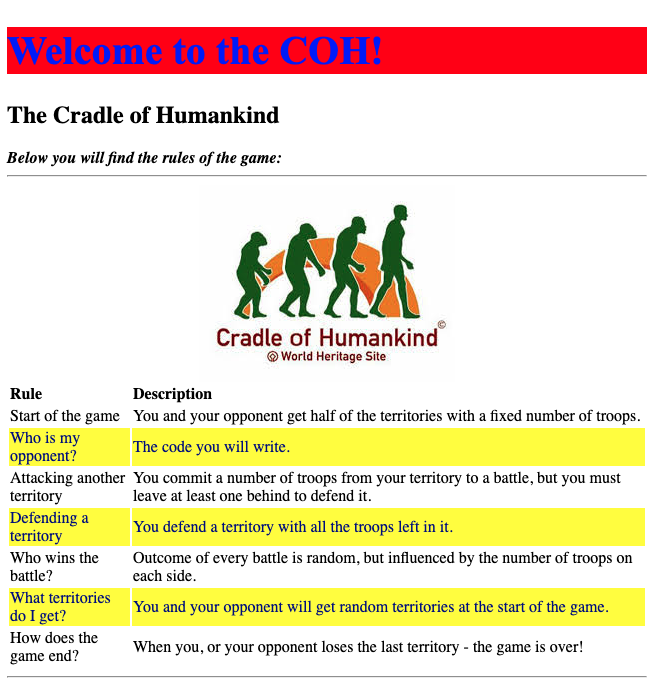 Welcome to the COH!
The Cradle of Humankind
Below you will find the rules of the game:
Cradle of Humankind©
World Heritage Site
Rule Description
Start of the game You and your opponent get half of the territories with a fixed number of troops.
Who is my
opponent?
The code you will write.
Attacking another
territory
You commit a number of troops from your territory to a battle, but you must
leave at least one behind to defend it.
Defending a
territory
You defend a territory with all the troops left in it.
Who wins the
battle?
Outcome of every battle is random, but influenced by the number of troops on
each side.
What territories
do I get?
You and your opponent will get random territories at the start of the game.
How does the
game end?
When you, or your opponent loses the last territory - the game is over!